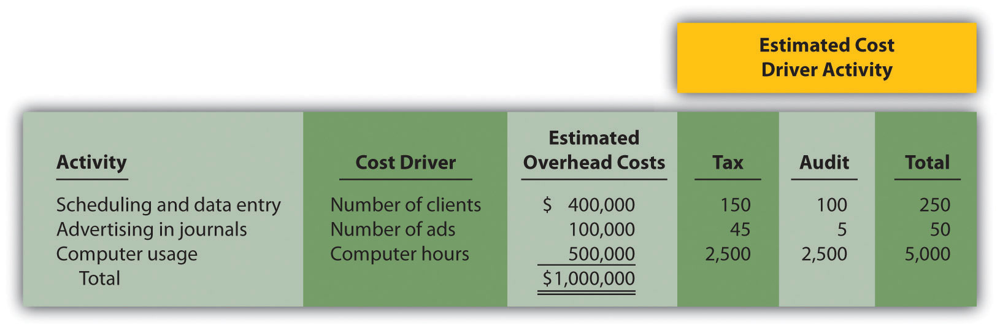 Estimated Cost
Driver Activity
Estimated
Activity Cost Driver Overhead Costs Tax Audit Total
Scheduling and data entry Number of clients $ 400,000 150 100 250
Advertising in journals Number of ads 100,000 45 5 50
Computer usage Computer hours 500,000 2,500 2,500 5,000
Total $1,000,000